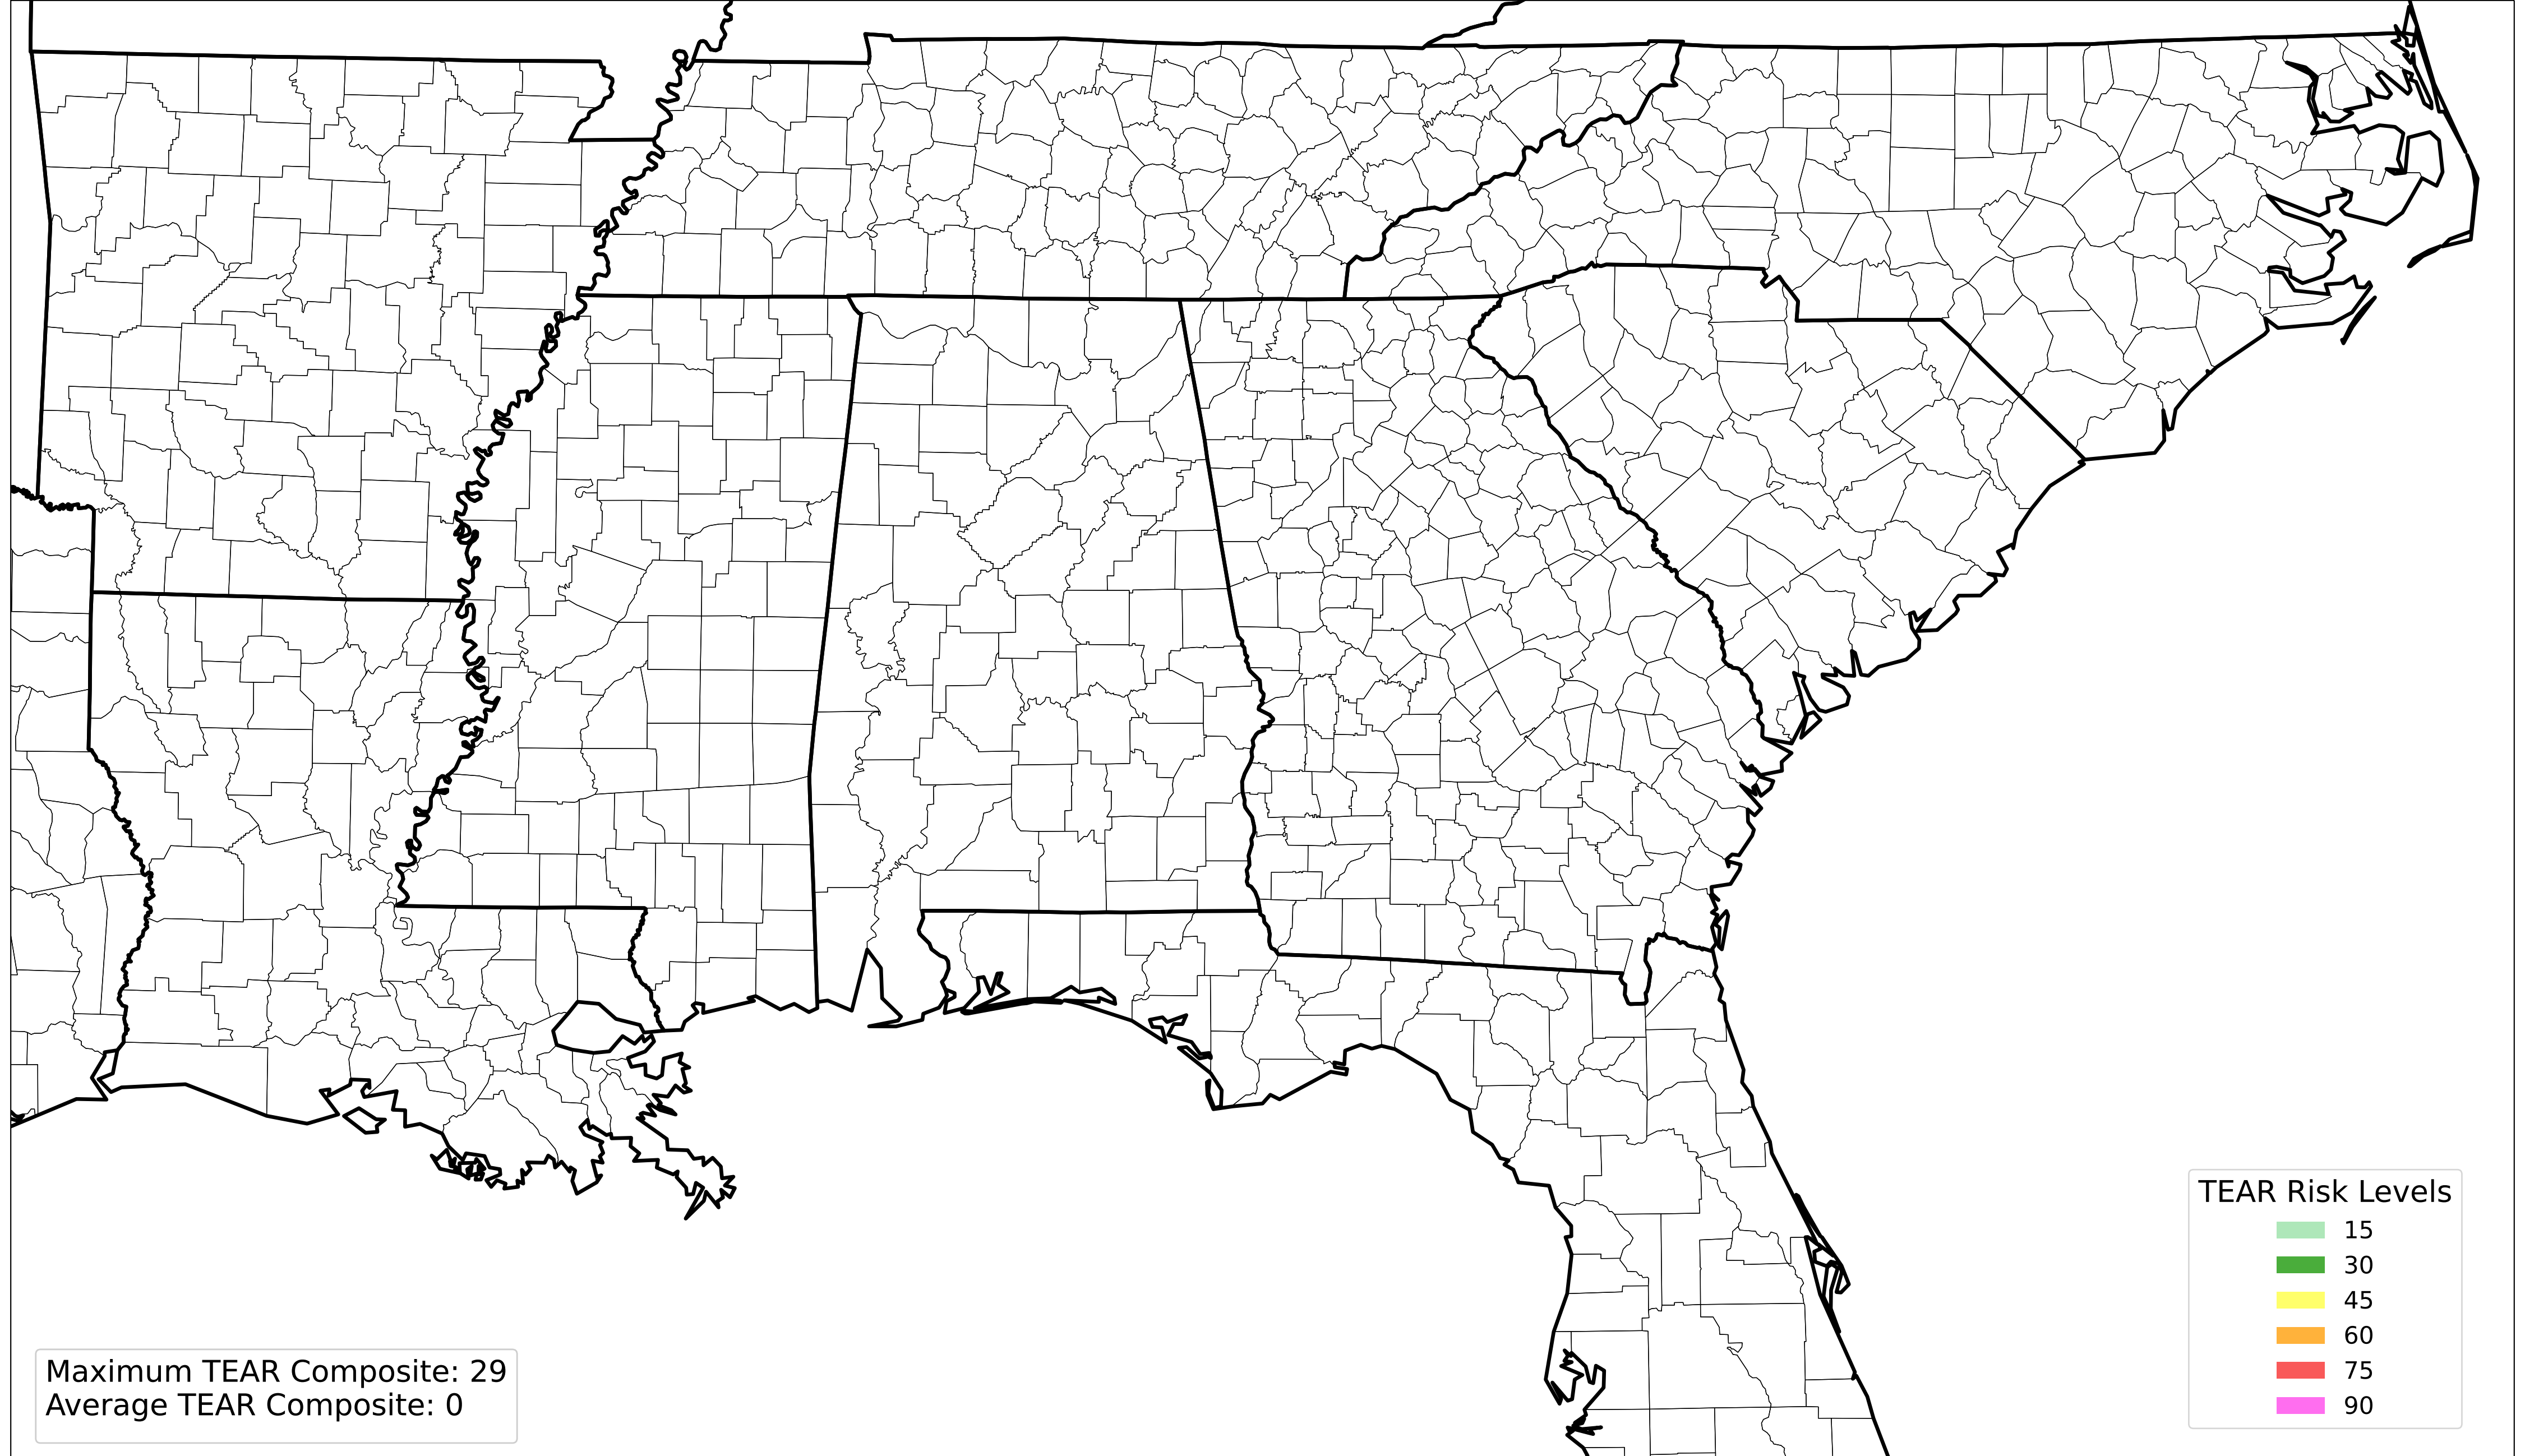 TEAR Risk Levels
15
30
45
60
75
90
Maximum TEAR Composite: 29
Average TEAR Composite: 0